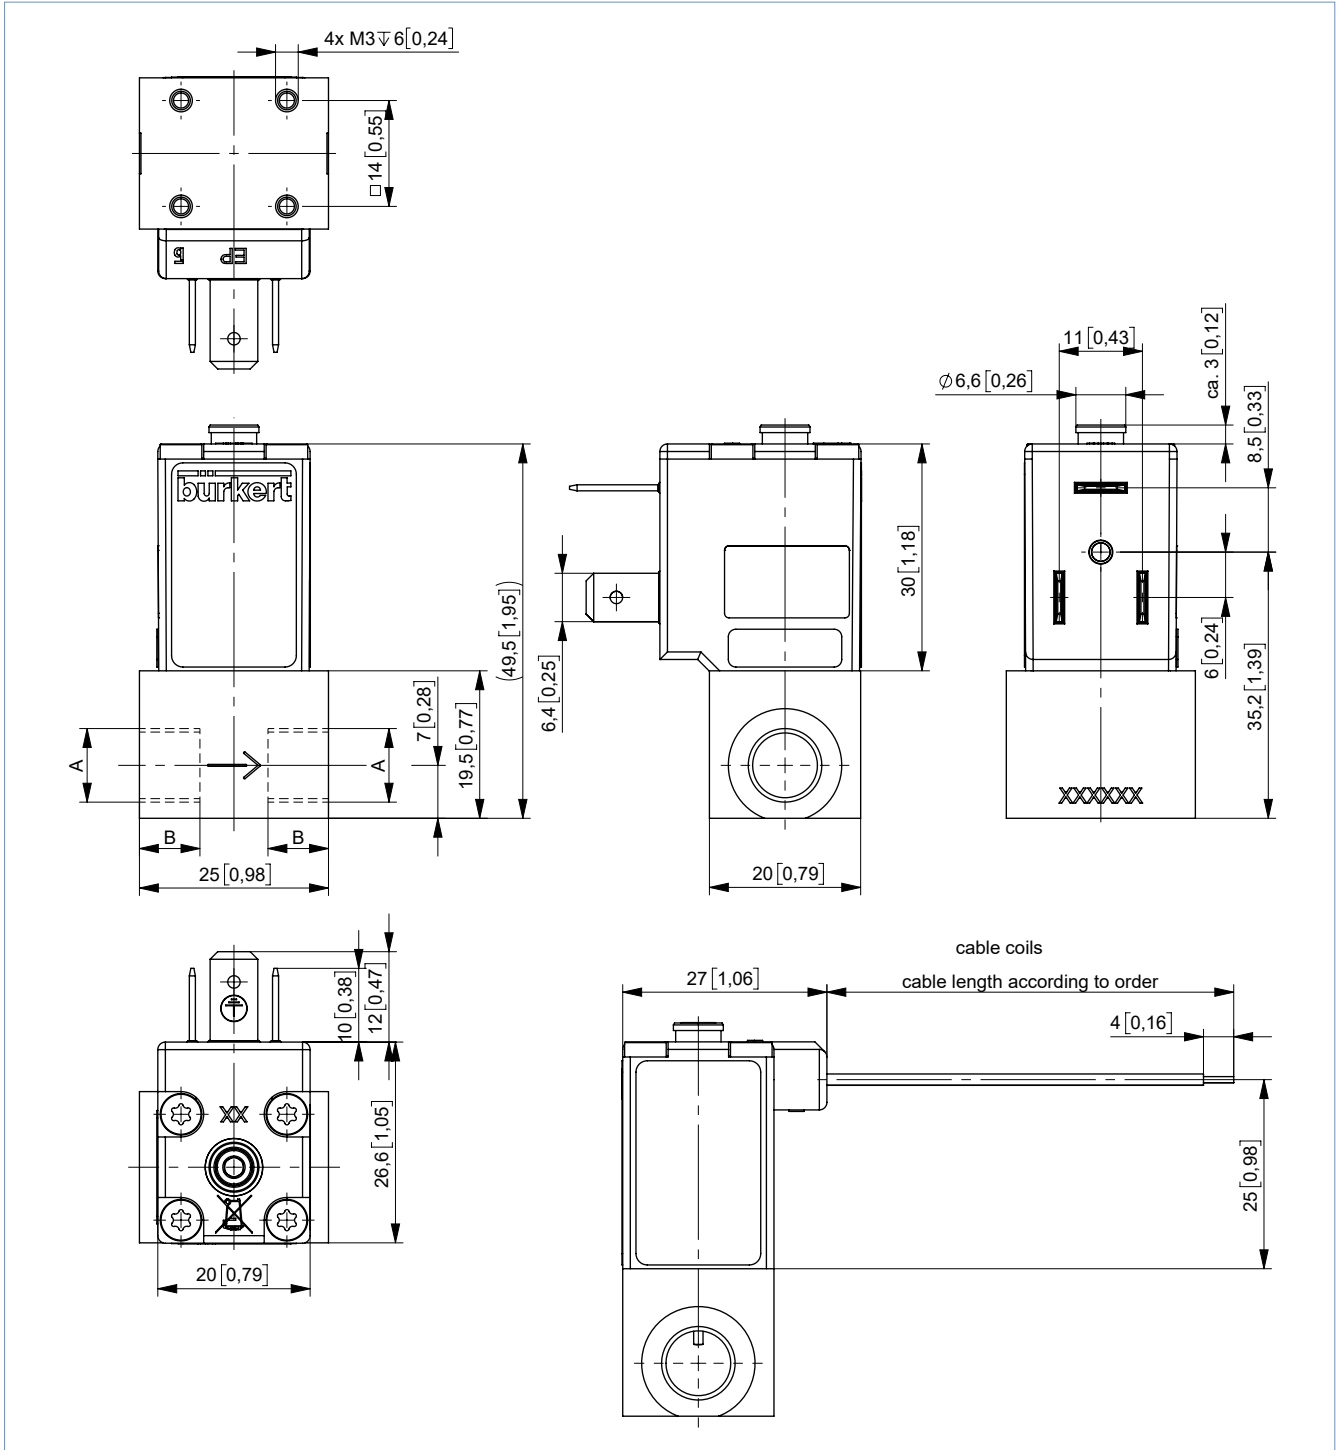 4x M3↧6[0,24]
□14[0,55]
EP
11[0,43]
ca. 3[0,12]
⌀6,6[0,26]
8,5[0,33]
bürkert
(49,5[1,95])
30[1,18]
6,4[0,25]
7[0,28]
19,5[0,77]
6[0,24]
35,2[1,39]
A
A
B
B
25[0,98]
20[0,79]
XXXXXX
cable coils
27[1,06]
cable length according to order
4[0,16]
10[0,38]
12[0,47]
XX
26,6[1,05]
25[0,98]
20[0,79]